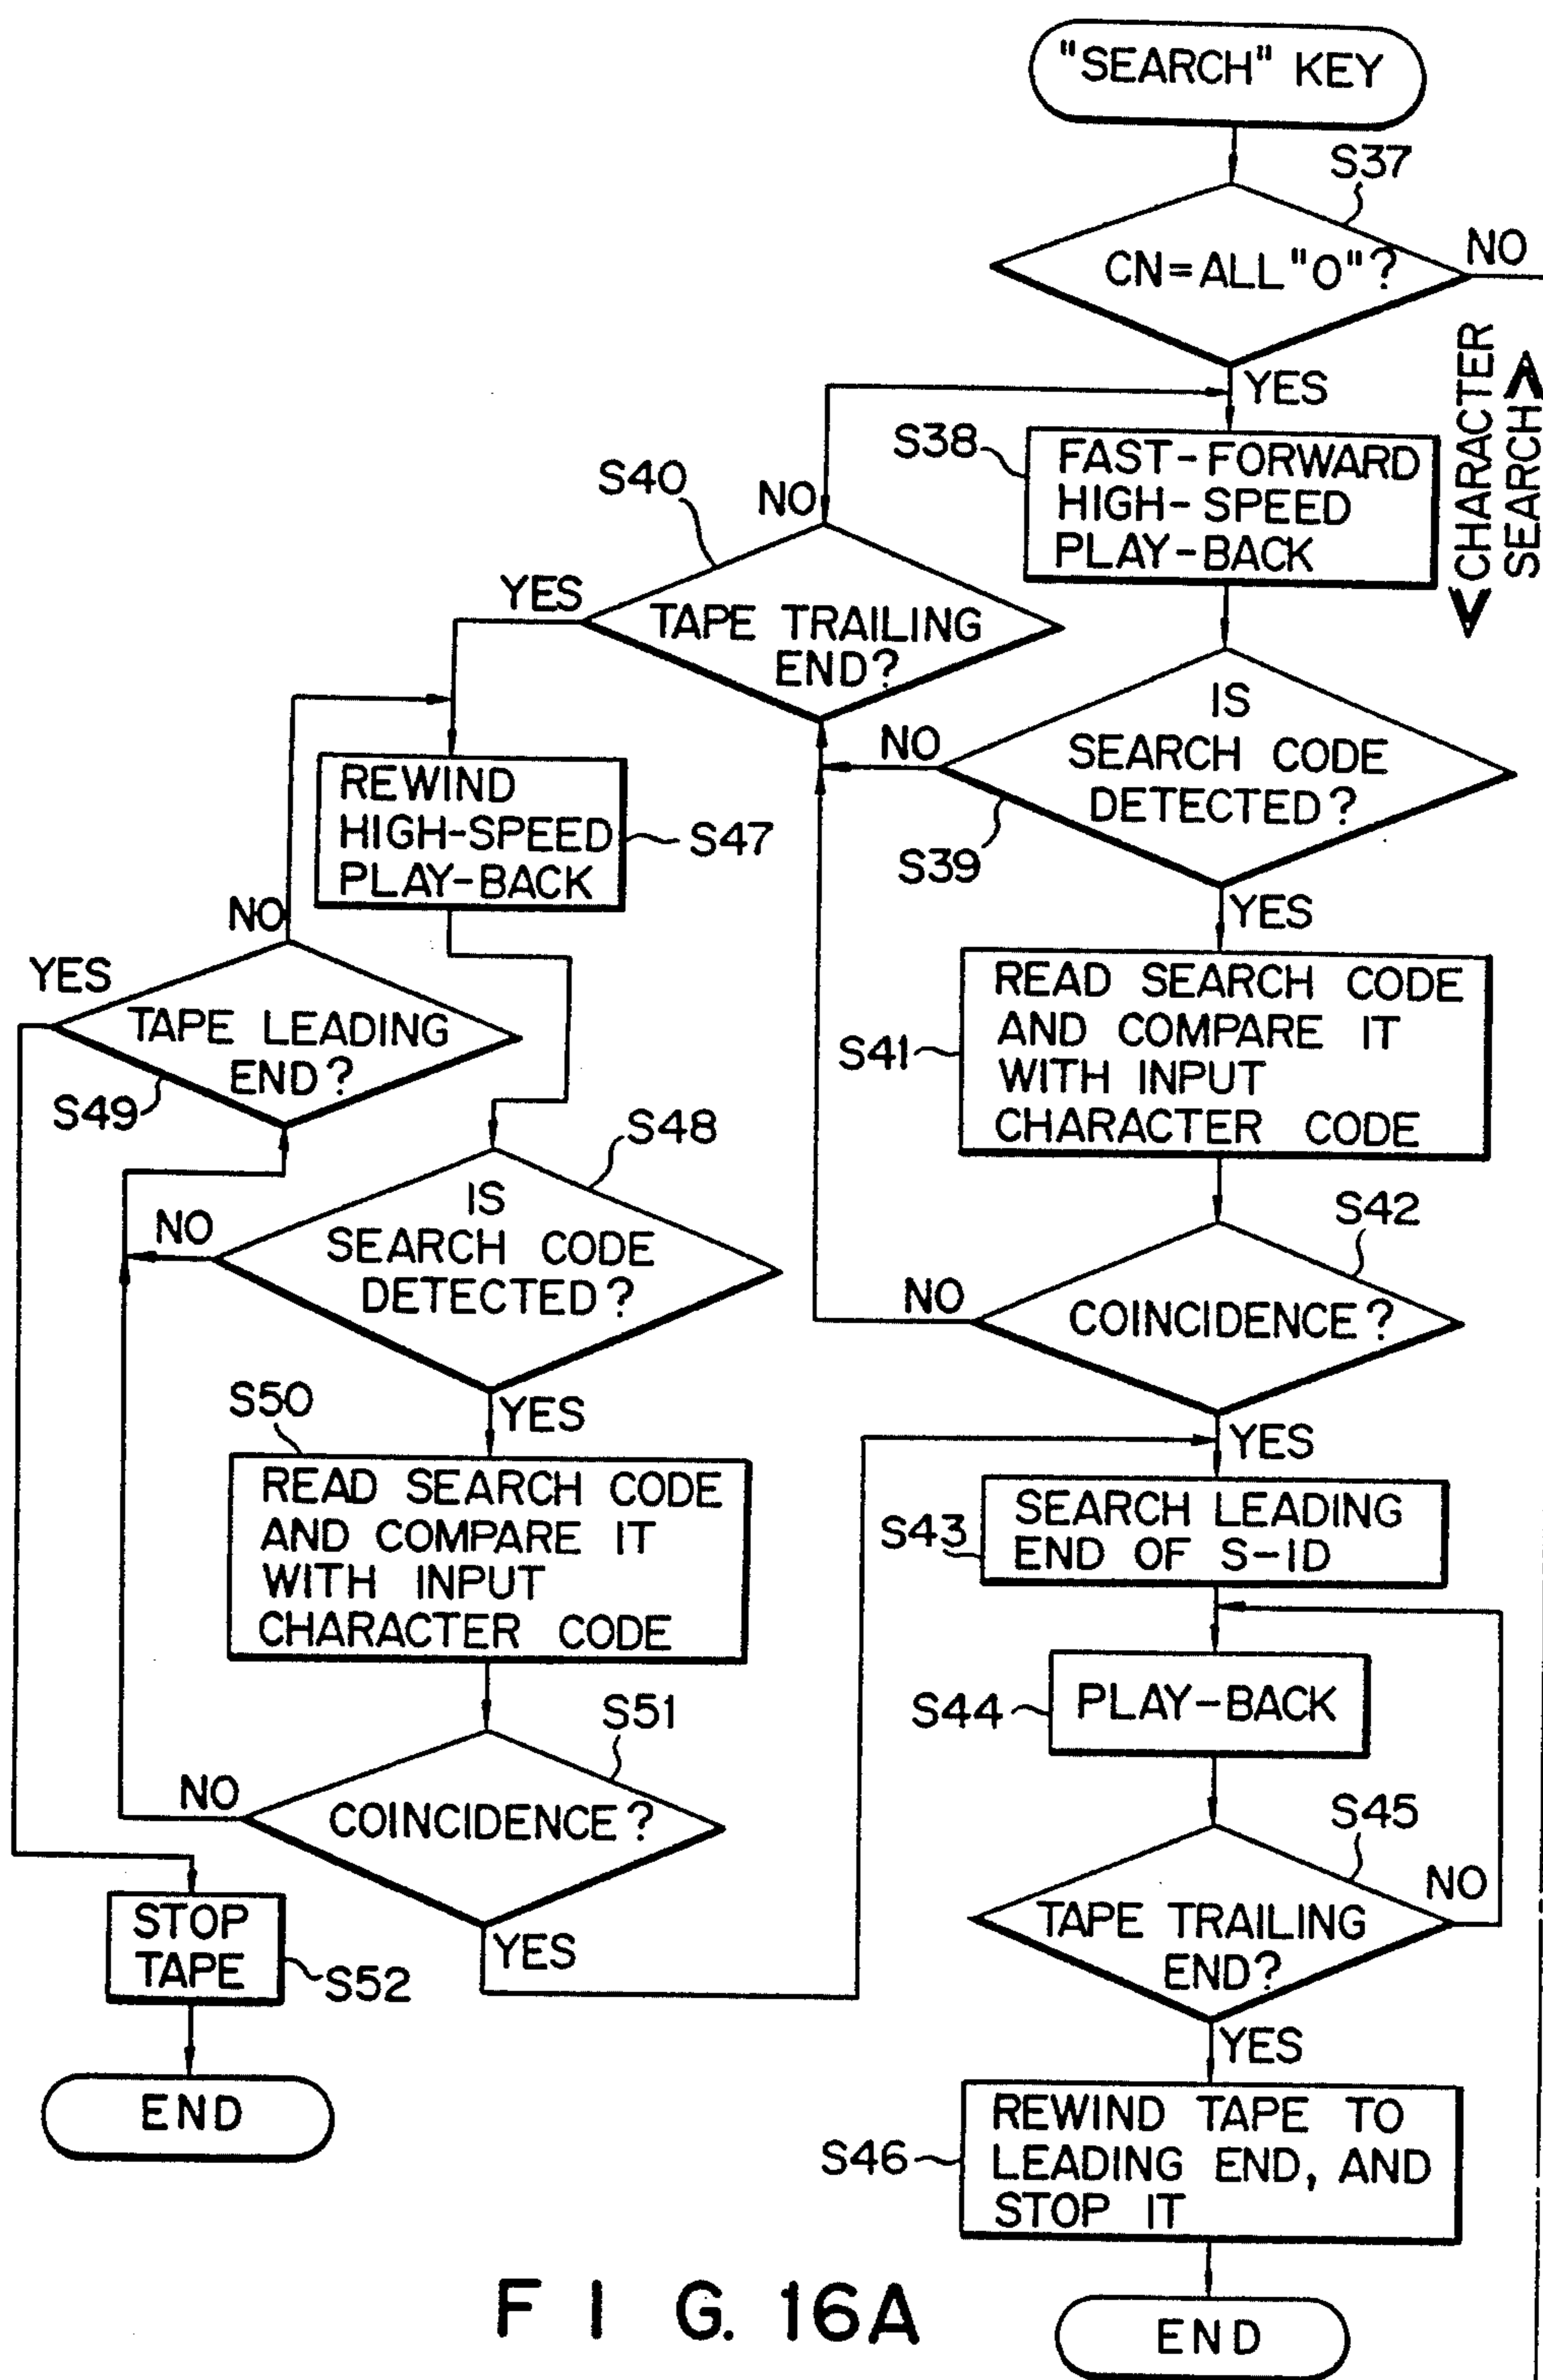 "SEARCH" KEY
S37
CN=ALL "0"?
NO
YES
CHARACTER
SEARCH
S38
FAST-FORWARD
HIGH-SPEED
PLAY-BACK
S40
NO
YES
TAPE TRAILING
END?
IS
SEARCH CODE
DETECTED?
NO
S39
YES
REWIND
HIGH-SPEED
PLAY-BACK
S47
NO
YES
TAPE LEADING
END?
S49
S41
READ SEARCH CODE
AND COMPARE IT
WITH INPUT
CHARACTER CODE
S48
IS
SEARCH CODE
DETECTED?
NO
YES
S42
COINCIDENCE?
NO
YES
S50
READ SEARCH CODE
AND COMPARE IT
WITH INPUT
CHARACTER CODE
S43
SEARCH LEADING
END OF S-ID
S44
PLAY-BACK
S51
COINCIDENCE?
NO
YES
S45
TAPE TRAILING
END?
NO
YES
STOP
TAPE
S52
END
S46
REWIND TAPE TO
LEADING END, AND
STOP IT
END
FIG. 16A